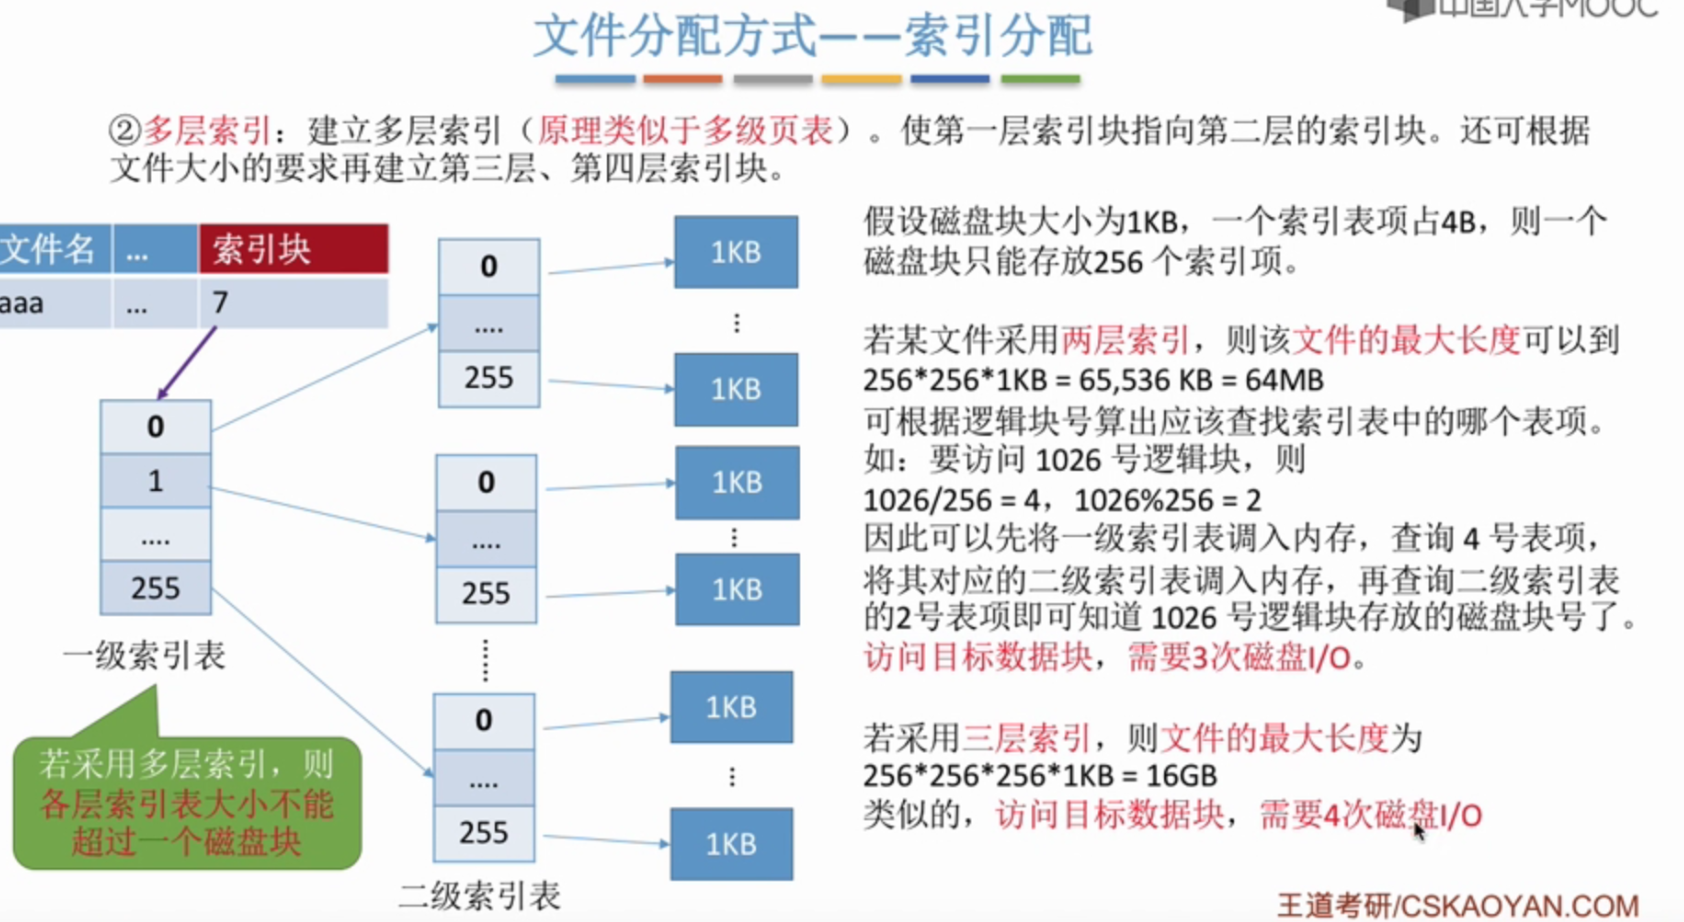 中国大学MOOC
文件分配方式——索引分配
②多层索引：建立多层索引（原理类似于多级页表）。使第一层索引块指向第二层的索引块。还可根据
文件大小的要求再建立第三层、第四层索引块。
文件名 ... 索引块
aaa ... 7
0
1
....
255
一级索引表
若采用多层索引，则
各层索引表大小不能
超过一个磁盘块
0
....
255
0
....
255
0
....
255
二级索引表
1KB
1KB
1KB
1KB
1KB
1KB
假设磁盘块大小为1KB，一个索引表项占4B，则一个
磁盘块只能存放256 个索引项。
若某文件采用两层索引，则该文件的最大长度可以到
256*256*1KB = 65,536 KB = 64MB
可根据逻辑块号算出应该查找索引表中的哪个表项。
如：要访问 1026 号逻辑块，则
1026/256 = 4，1026%256 = 2
因此可以先将一级索引表调入内存，查询 4 号表项，
将其对应的二级索引表调入内存，再查询二级索引表
的2号表项即可知道 1026 号逻辑块存放的磁盘块号了。
访问目标数据块，需要3次磁盘I/O。
若采用三层索引，则文件的最大长度为
256*256*256*1KB = 16GB
类似的，访问目标数据块，需要4次磁盘I/O
王道考研/CSKAOYAN.COM